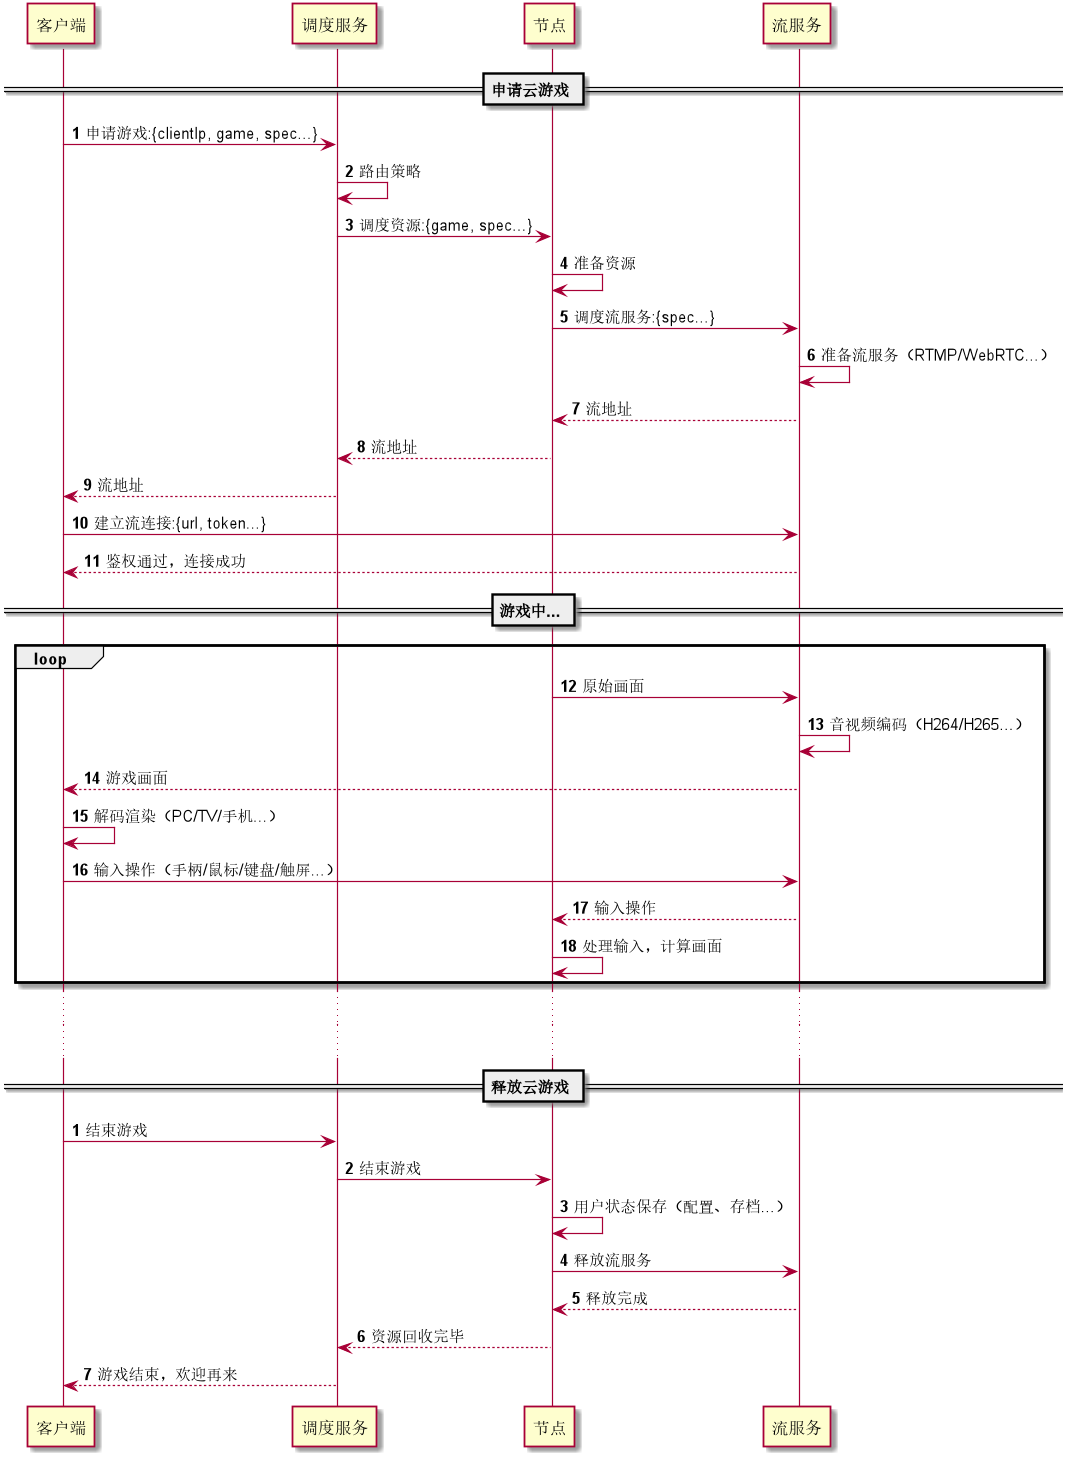 客户端 调度服务 节点 流服务
申请云游戏
1 申请游戏:{clientIp, game, spec...}
2 路由策略
3 调度资源:{game, spec...}
4 准备资源
5 调度流服务:{spec...}
6 准备流服务（RTMP/WebRTC...）
7 流地址
8 流地址
9 流地址
10 建立流连接:{url, token...}
11 鉴权通过，连接成功
游戏中...
loop
12 原始画面
13 音视频编码（H264/H265...）
14 游戏画面
15 解码渲染（PC/TV/手机...）
16 输入操作（手柄/鼠标/键盘/触屏...）
17 输入操作
18 处理输入，计算画面
释放云游戏
1 结束游戏
2 结束游戏
3 用户状态保存（配置、存档...）
4 释放流服务
5 释放完成
6 资源回收完毕
7 游戏结束，欢迎再来
客户端 调度服务 节点 流服务